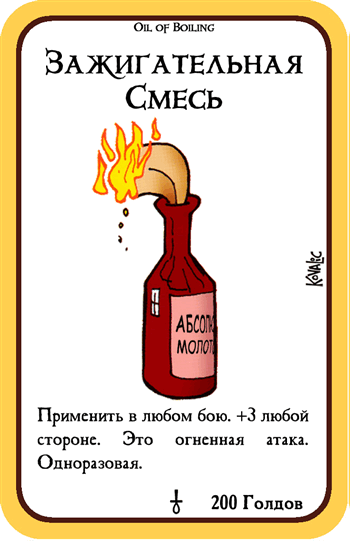 Oil of Boiling
Зажигательная
Смесь
Kovalic
АБСОЛЮ
МОЛОТ
Применить в любом бою. +3 любой
стороне. Это огненная атака.
Одноразовая.
200 Голдов